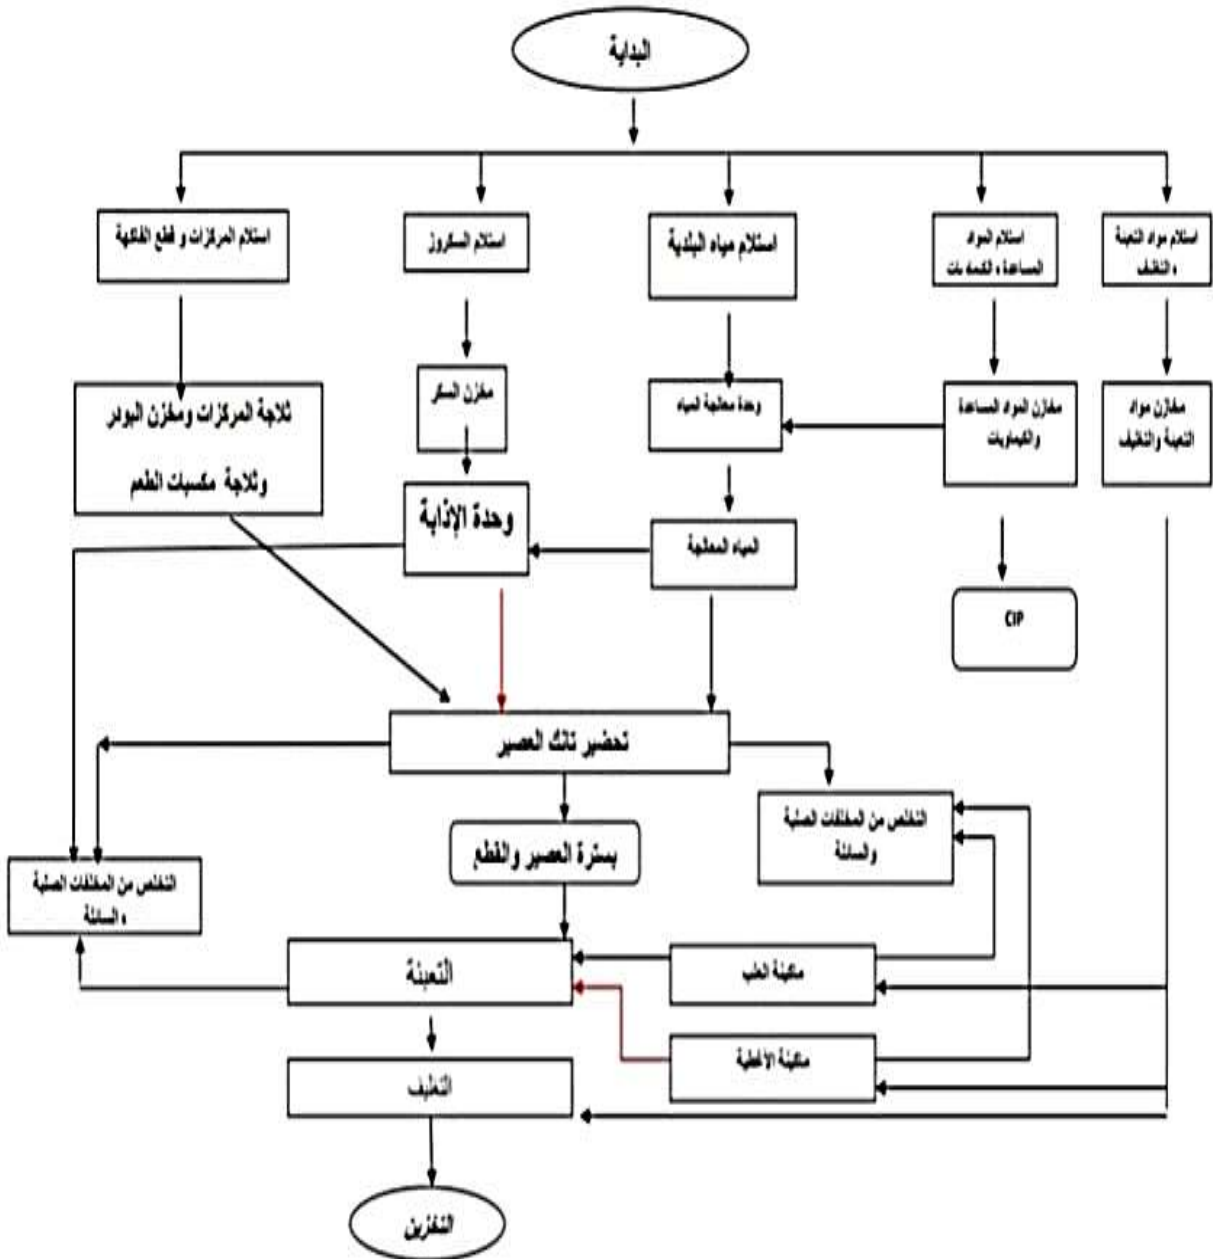 البداية
استلام مواد التعبئة
والتغليف
استلام المواد
المساعدة والكيماويات
استلام مياه البلدية
استلام السكروز
استلام المركزات و قطع الفاكهة
مخازن مواد
التعبئة والتغليف
مخازن المواد المساعدة
والكيماويات
وحدة معالجة المياه
مخزن السكر
ثلاجة المركزات ومخزن البودر
وثلاجة مكسبات الطعم
وحدة الإذابة
المياه المعالجة
CIP
تحضير تانك العصير
التخلص من المخلفات الصلبة
والسائلة
بسترة العصير والقطع
التخلص من المخلفات الصلبة
والسائلة
ماكينة العلب
التعبئة
ماكينة الأغطية
التغليف
التخزين